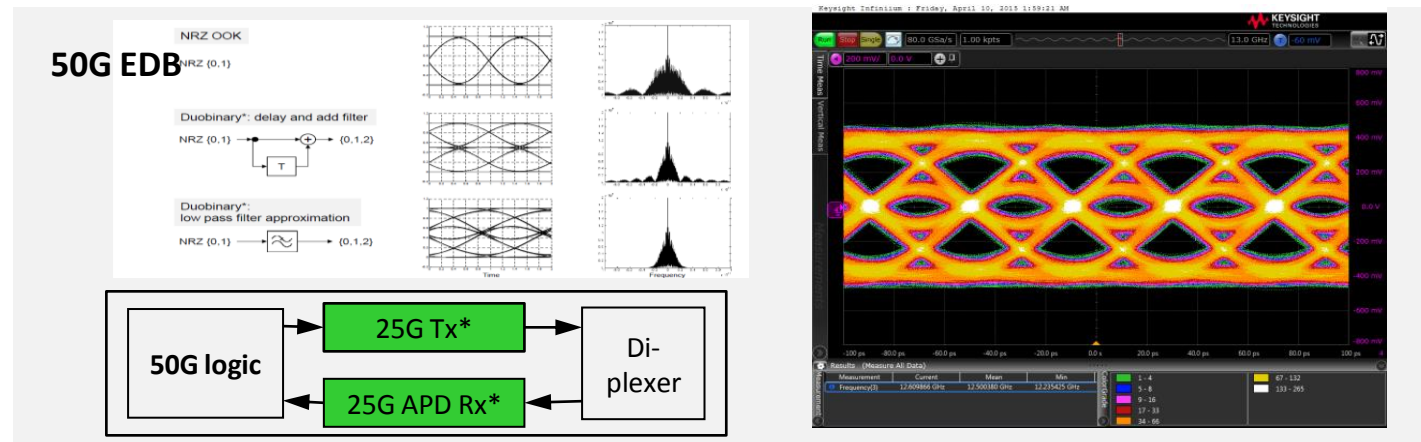 50G EDB
NRZ OOK
NRZ {0,1}
Duobinary*: delay and add filter
NRZ {0,1}
{0,1,2}
T
Duobinary*:
low pass filter approximation
NRZ {0,1}
{0,1,2}
Time
Frequency
50G logic
25G Tx*
25G APD Rx*
Di-
plexer
Keysight Infiniium : Friday, April 10, 2015 1:59:21 AM
KEYSIGHT
TECHNOLOGIES
Run Stop Single 80.0 GSa/s 1.00 kpts 13.0 GHz T -60 mV
200 mV/ 0.0 V
Time Meas
Vertical Meas
Measurements
800 mV
600 mV
400 mV
200 mV
0.0 V
-200 mV
-400 mV
-600 mV
-800 mV
-100 ps -80.0 ps -60.0 ps -40.0 ps -20.0 ps 0.0 s 20.0 ps 40.0 ps 60.0 ps 80.0 ps 100 ps
Results (Measure All Data)
Measurement Current Mean Min
Frequency(3) 12.609866 GHz 12.500380 GHz 12.235425 GHz
Color Grade
1 - 4
5 - 8
9 - 16
17 - 33
34 - 66
67 - 132
133 - 265